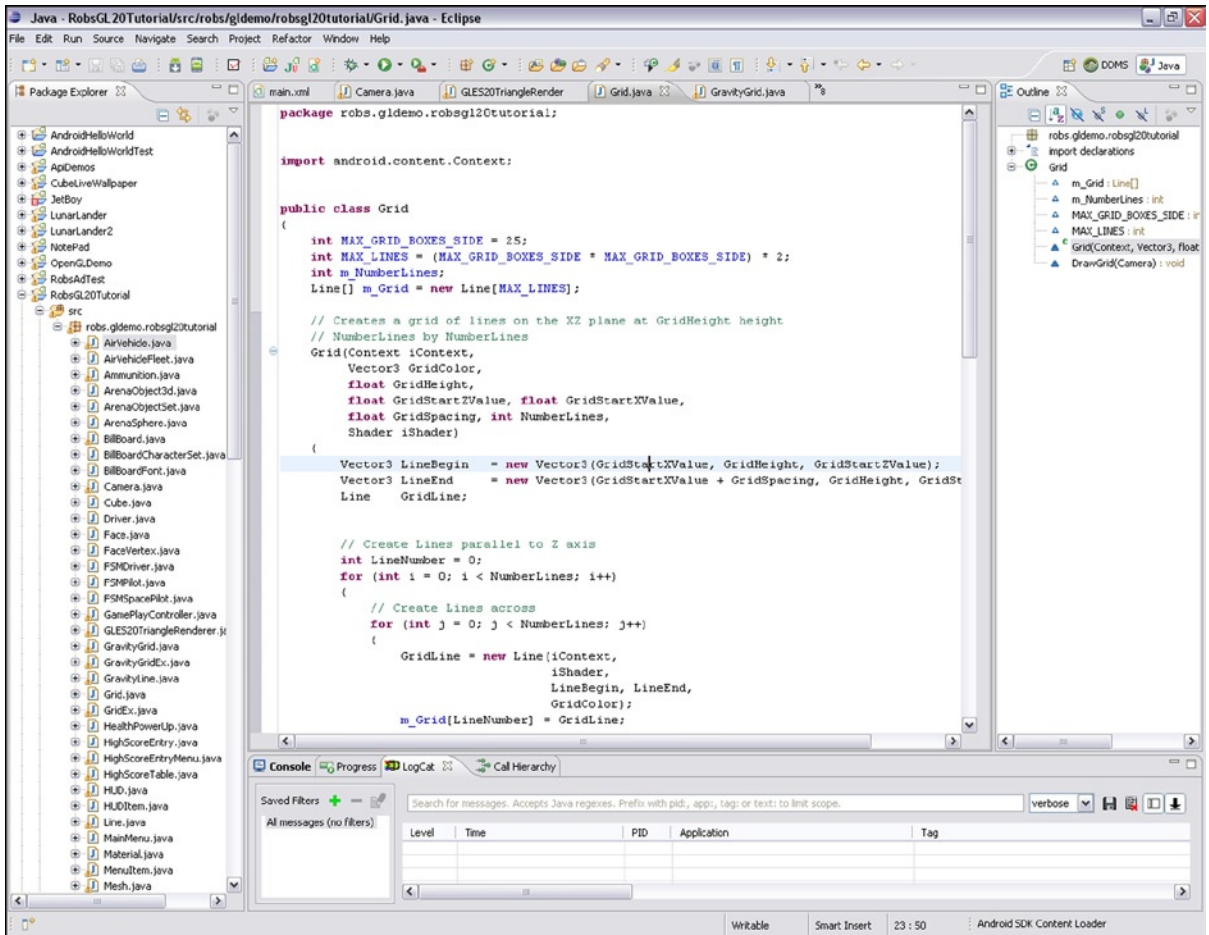 Java - RobsGL20Tutorial/src/robs/gldemo/robsgl20tutorial/Grid.java - Eclipse
File Edit Run Source Navigate Search Project Refactor Window Help
DDMS Java
Package Explorer
AndroidHelloWorld
AndroidHelloWorldTest
ApiDemos
CubeLiveWallpaper
JetBoy
LunarLander
LunarLander2
NotePad
OpenGLDemo
RobsAdTest
RobsGL20Tutorial
src
robs.gldemo.robsgl20tutorial
AirVehicle.java
AirVehicleFleet.java
Ammunition.java
ArenaObject3d.java
ArenaObjectSet.java
ArenaSphere.java
BillBoard.java
BillBoardCharacterSet.java
BillBoardFont.java
Camera.java
Cube.java
Driver.java
Face.java
FaceVertex.java
FSMDriver.java
FSMPilot.java
FSMSpacePilot.java
GamePlayController.java
GLES20TriangleRenderer.ja
GravityGrid.java
GravityGridEx.java
GravityLine.java
Grid.java
GridEx.java
HealthPowerUp.java
HighScoreEntry.java
HighScoreEntryMenu.java
HighScoreTable.java
HUD.java
HUDItem.java
Line.java
MainMenu.java
Material.java
MenuItem.java
Mesh.java
main.xml Camera.java GLES20TriangleRender Grid.java GravityGrid.java »8
package robs.gldemo.robsgl20tutorial;
import android.content.Context;
public class Grid
{
int MAX_GRID_BOXES_SIDE = 25;
int MAX_LINES = (MAX_GRID_BOXES_SIDE * MAX_GRID_BOXES_SIDE) * 2;
int m_NumberLines;
Line[] m_Grid = new Line[MAX_LINES];
// Creates a grid of lines on the XZ plane at GridHeight height
// NumberLines by NumberLines
Grid(Context iContext,
Vector3 GridColor,
float GridHeight,
float GridStartZValue, float GridStartXValue,
float GridSpacing, int NumberLines,
Shader iShader)
{
Vector3 LineBegin = new Vector3(GridStartXValue, GridHeight, GridStartZValue);
Vector3 LineEnd = new Vector3(GridStartXValue + GridSpacing, GridHeight, GridSt
Line GridLine;
// Create Lines parallel to Z axis
int LineNumber = 0;
for (int i = 0; i < NumberLines; i++)
{
// Create Lines across
for (int j = 0; j < NumberLines; j++)
{
GridLine = new Line(iContext,
iShader,
LineBegin, LineEnd,
GridColor);
m_Grid[LineNumber] = GridLine;
Outline
robs.gldemo.robsgl20tutorial
import declarations
Grid
m_Grid : Line[]
m_NumberLines : int
MAX_GRID_BOXES_SIDE : ir
MAX_LINES : int
Grid(Context, Vector3, float
DrawGrid(Camera) : void
Console Progress LogCat Call Hierarchy
Saved Filters
All messages (no filters)
Search for messages. Accepts Java regexes. Prefix with pid:, app:, tag: or text: to limit scope.
verbose
Level Time PID Application Tag
Writable Smart Insert 23 : 50 Android SDK Content Loader